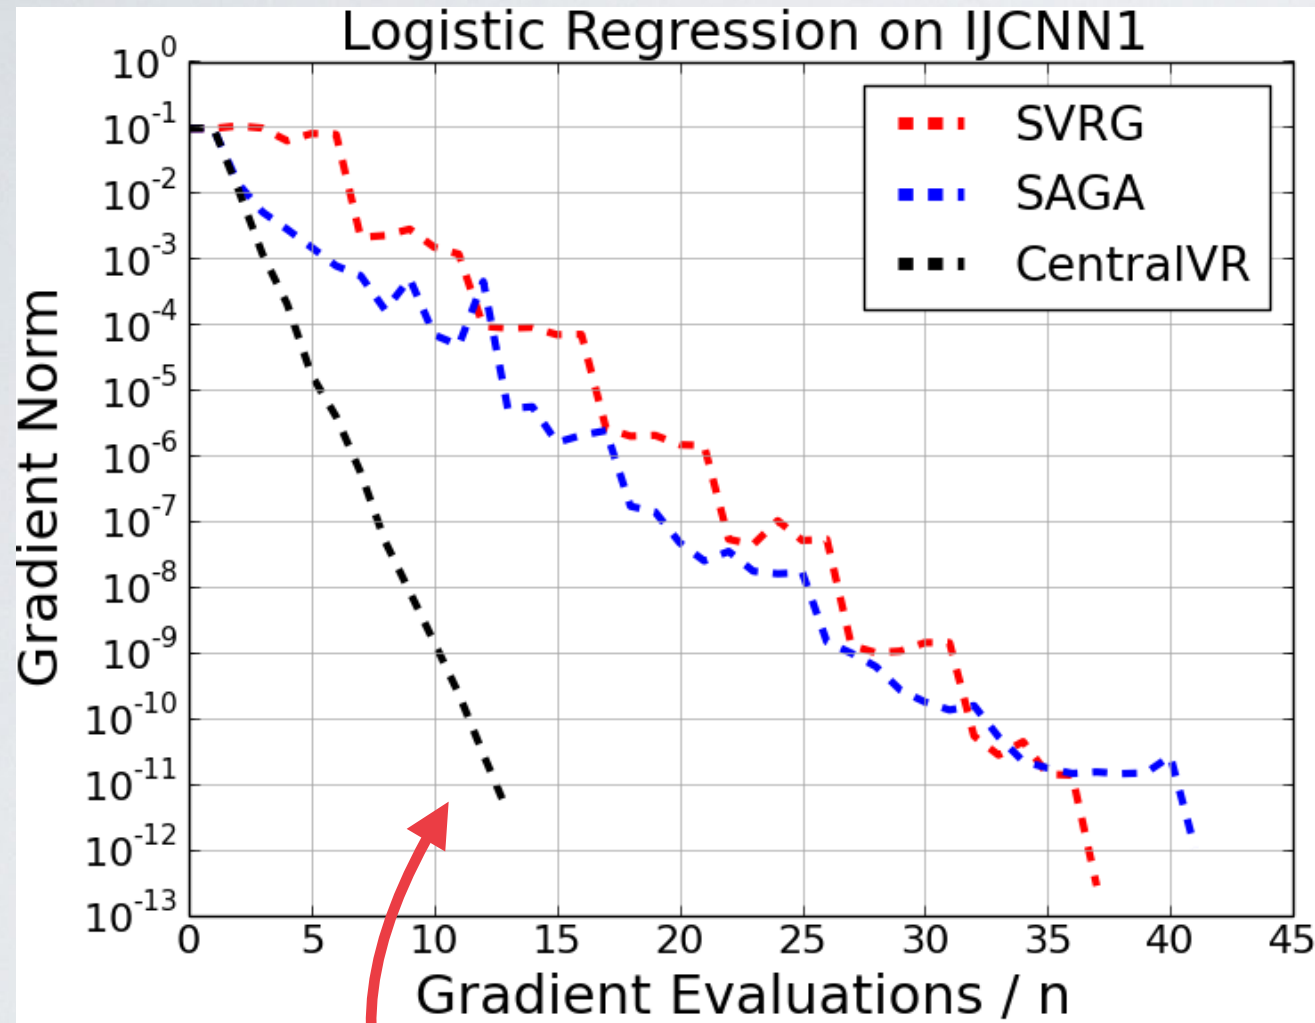 Logistic Regression on IJCNN1
10^0
10^-1
10^-2
10^-3
10^-4
10^-5
10^-6
10^-7
10^-8
10^-9
10^-10
10^-11
10^-12
10^-13
Gradient Norm
SVRG
SAGA
CentralVR
0 5 10 15 20 25 30 35 40 45
Gradient Evaluations / n